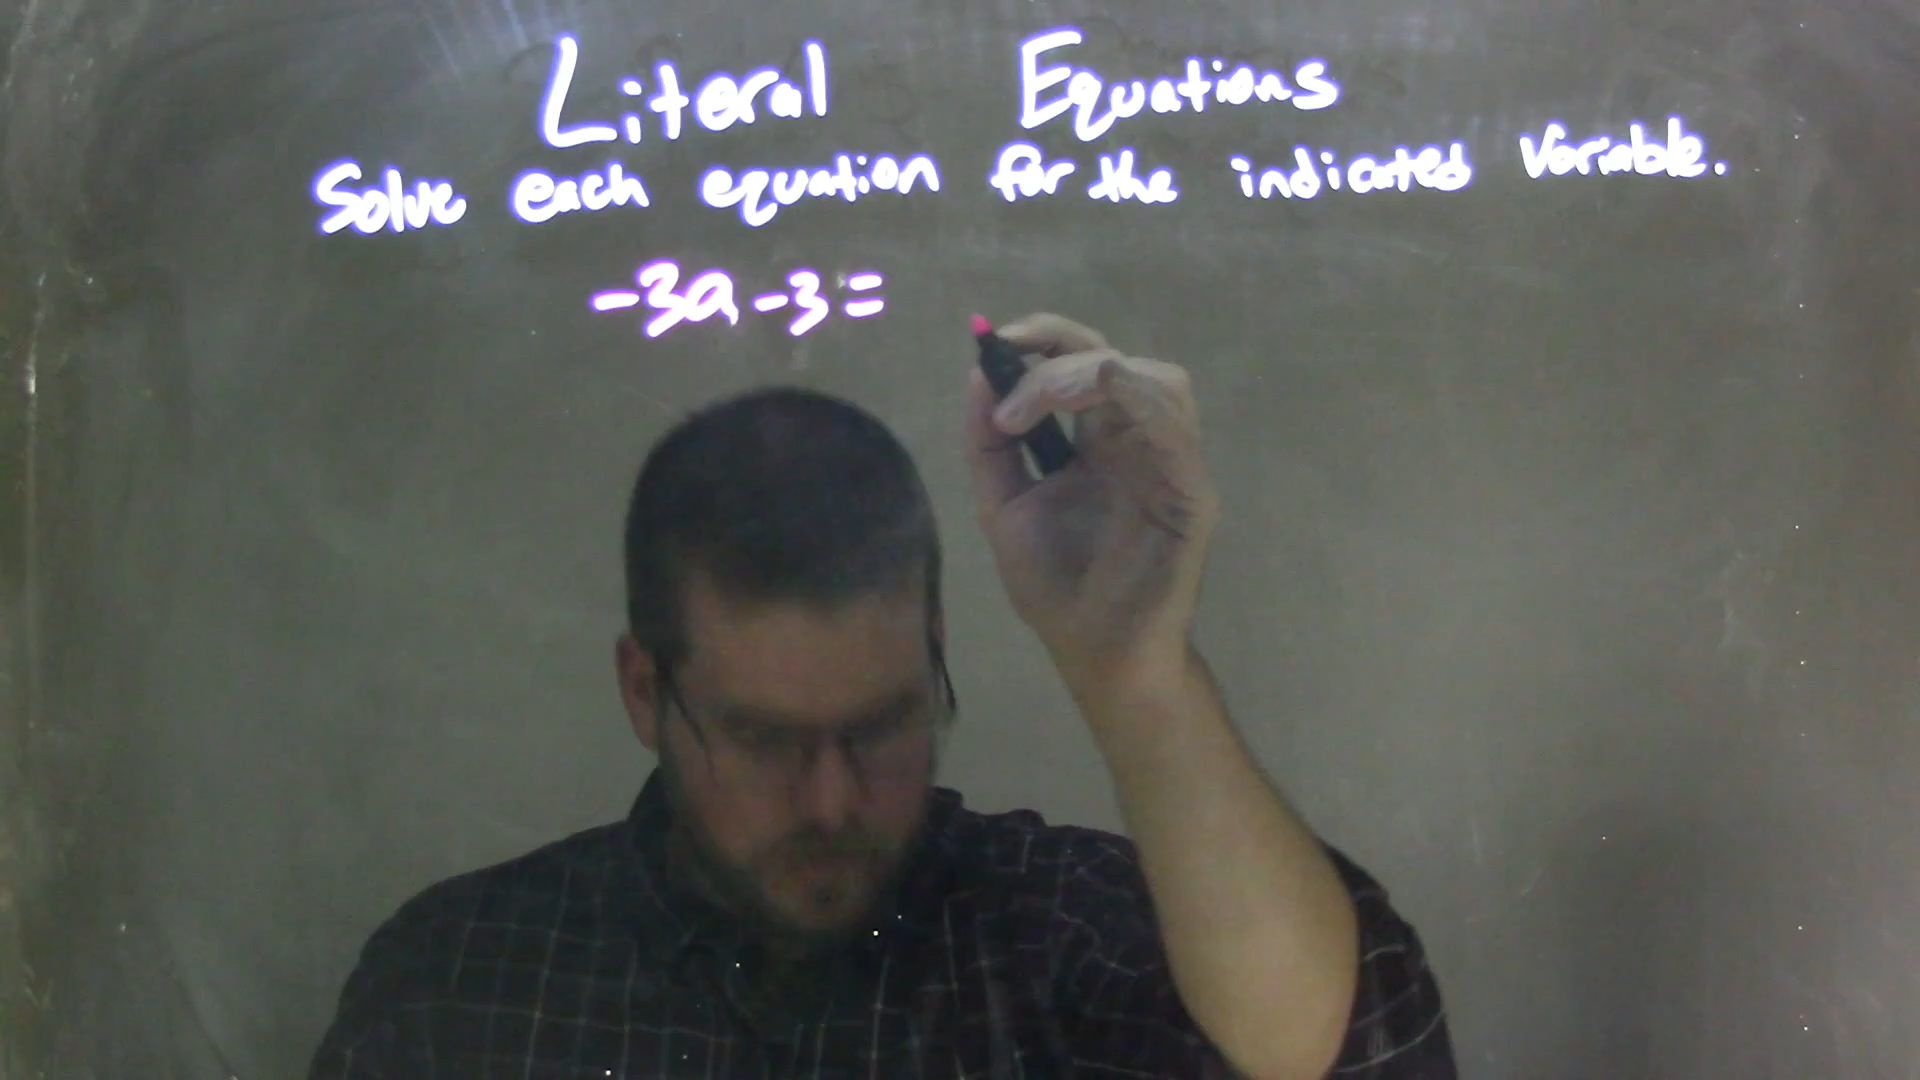 Literal Equations
Solve each equation for the indicated variable.
-3a - 3 =